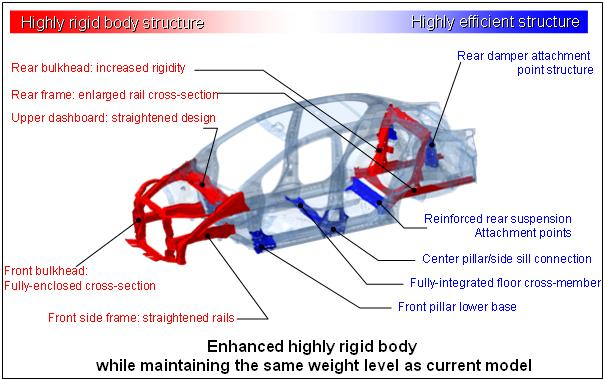 Highly rigid body structure
Highly efficient structure
Rear bulkhead: increased rigidity
Rear frame: enlarged rail cross-section
Upper dashboard: straightened design
Rear damper attachment
point structure
Reinforced rear suspension
Attachment points
Center pillar/side sill connection
Fully-integrated floor cross-member
Front pillar lower base
Front bulkhead:
Fully-enclosed cross-section
Front side frame: straightened rails
Enhanced highly rigid body
while maintaining the same weight level as current model